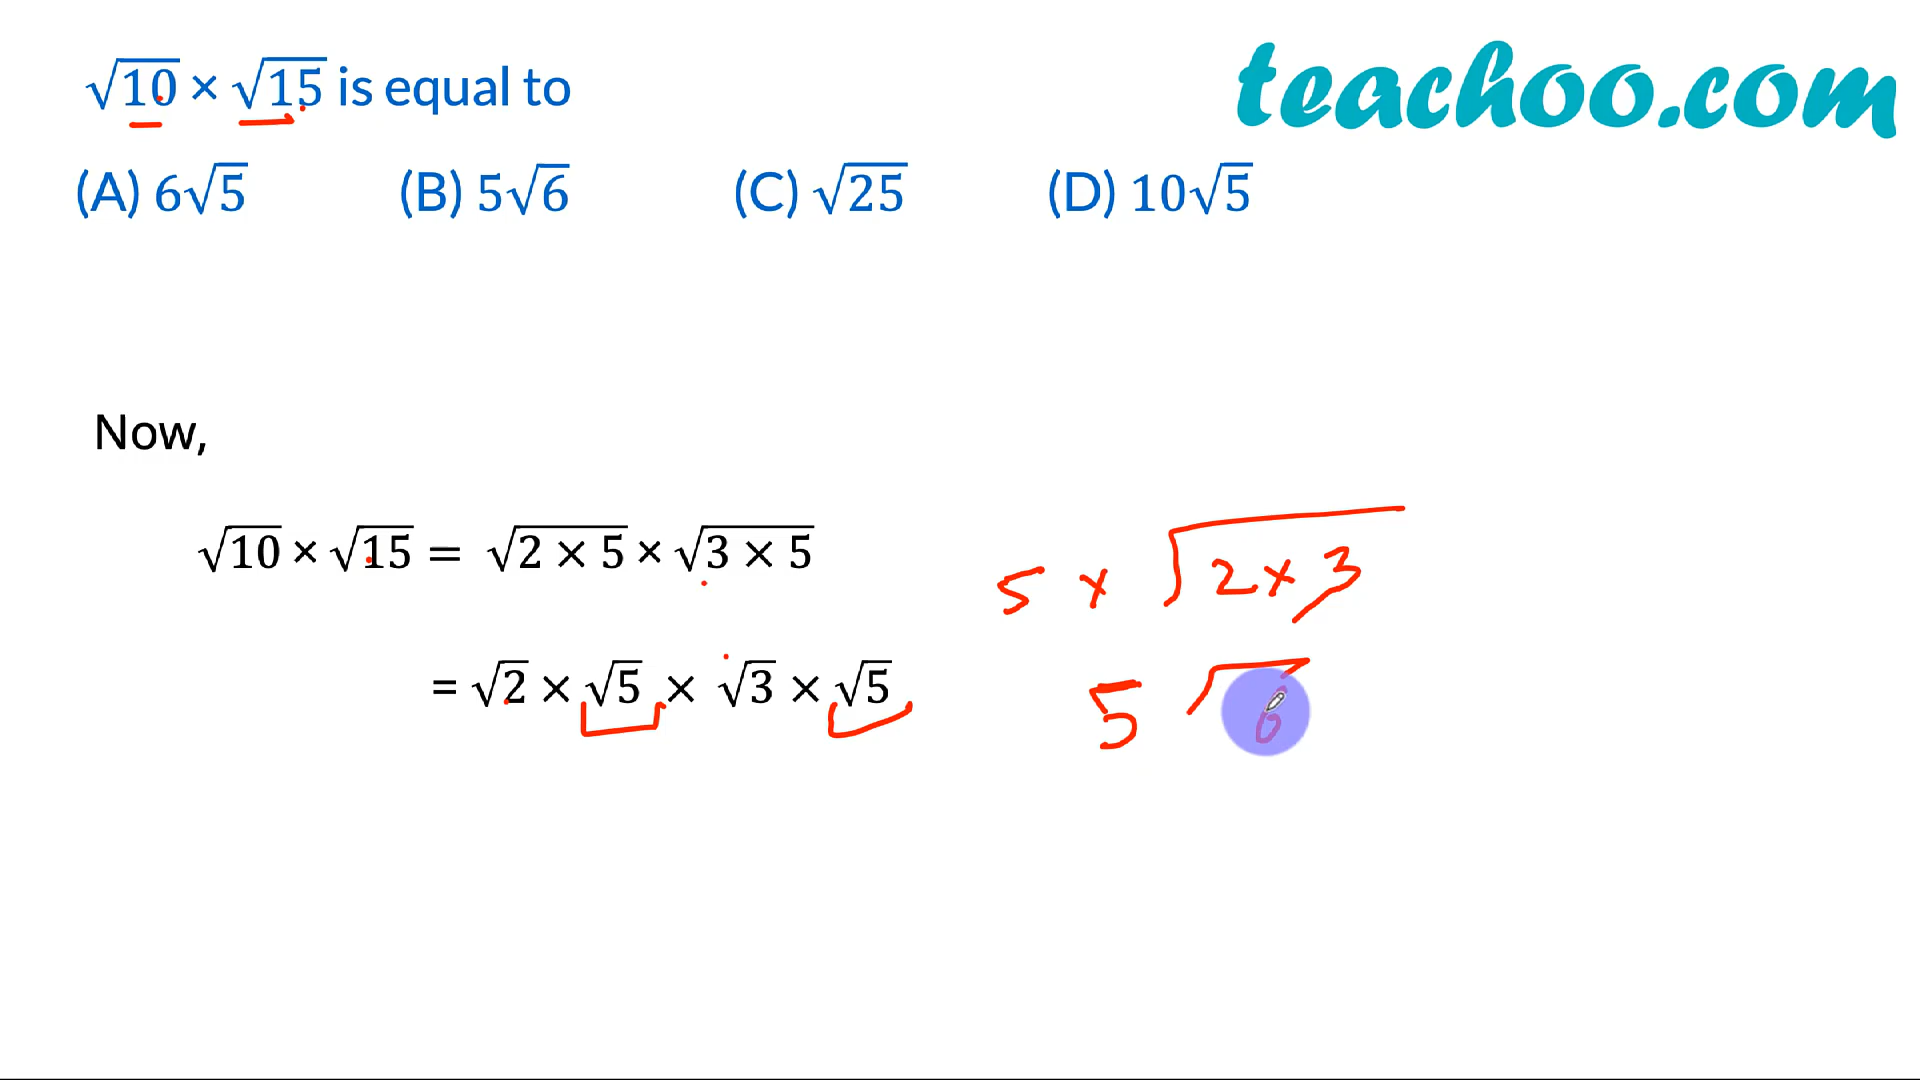 √10 × √15 is equal to
teachoo.com
(A) 6√5 (B) 5√6 (C) √25 (D) 10√5
Now,
√10 × √15 = √2 × 5 × √3 × 5
5 × √2 × 3
= √2 × √5 × √3 × √5
5 √6